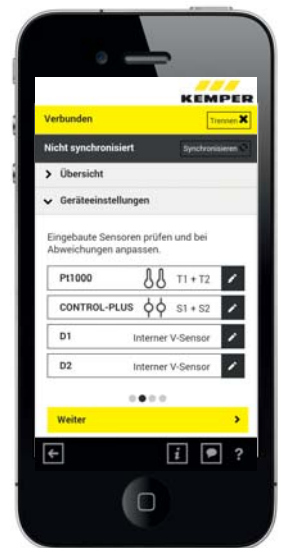 KEMPER
Verbunden
Trennen
Nicht synchronisiert
Synchronisieren
Übersicht
Geräteeinstellungen
Eingebaute Sensoren prüfen und bei
Abweichungen anpassen.
Pt1000 T1 + T2
CONTROL-PLUS S1 + S2
D1 Interner V-Sensor
D2 Interner V-Sensor
Weiter
i ?